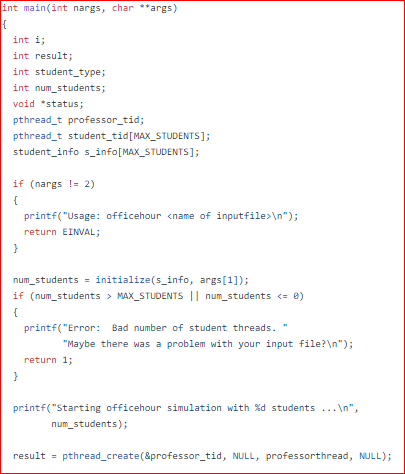 int main(int nargs, char **args)
{
  int i;
  int result;
  int student_type;
  int num_students;
  void *status;
  pthread_t professor_tid;
  pthread_t student_tid[MAX_STUDENTS];
  student_info s_info[MAX_STUDENTS];

  if (nargs != 2)
  {
    printf("Usage: officehour <name of inputfile>\n");
    return EINVAL;
  }

  num_students = initialize(s_info, args[1]);
  if (num_students > MAX_STUDENTS || num_students <= 0)
  {
    printf("Error:  Bad number of student threads. "
           "Maybe there was a problem with your input file?\n");
    return 1;
  }

  printf("Starting officehour simulation with %d students ...\n",
         num_students);

  result = pthread_create(&professor_tid, NULL, professorthread, NULL);